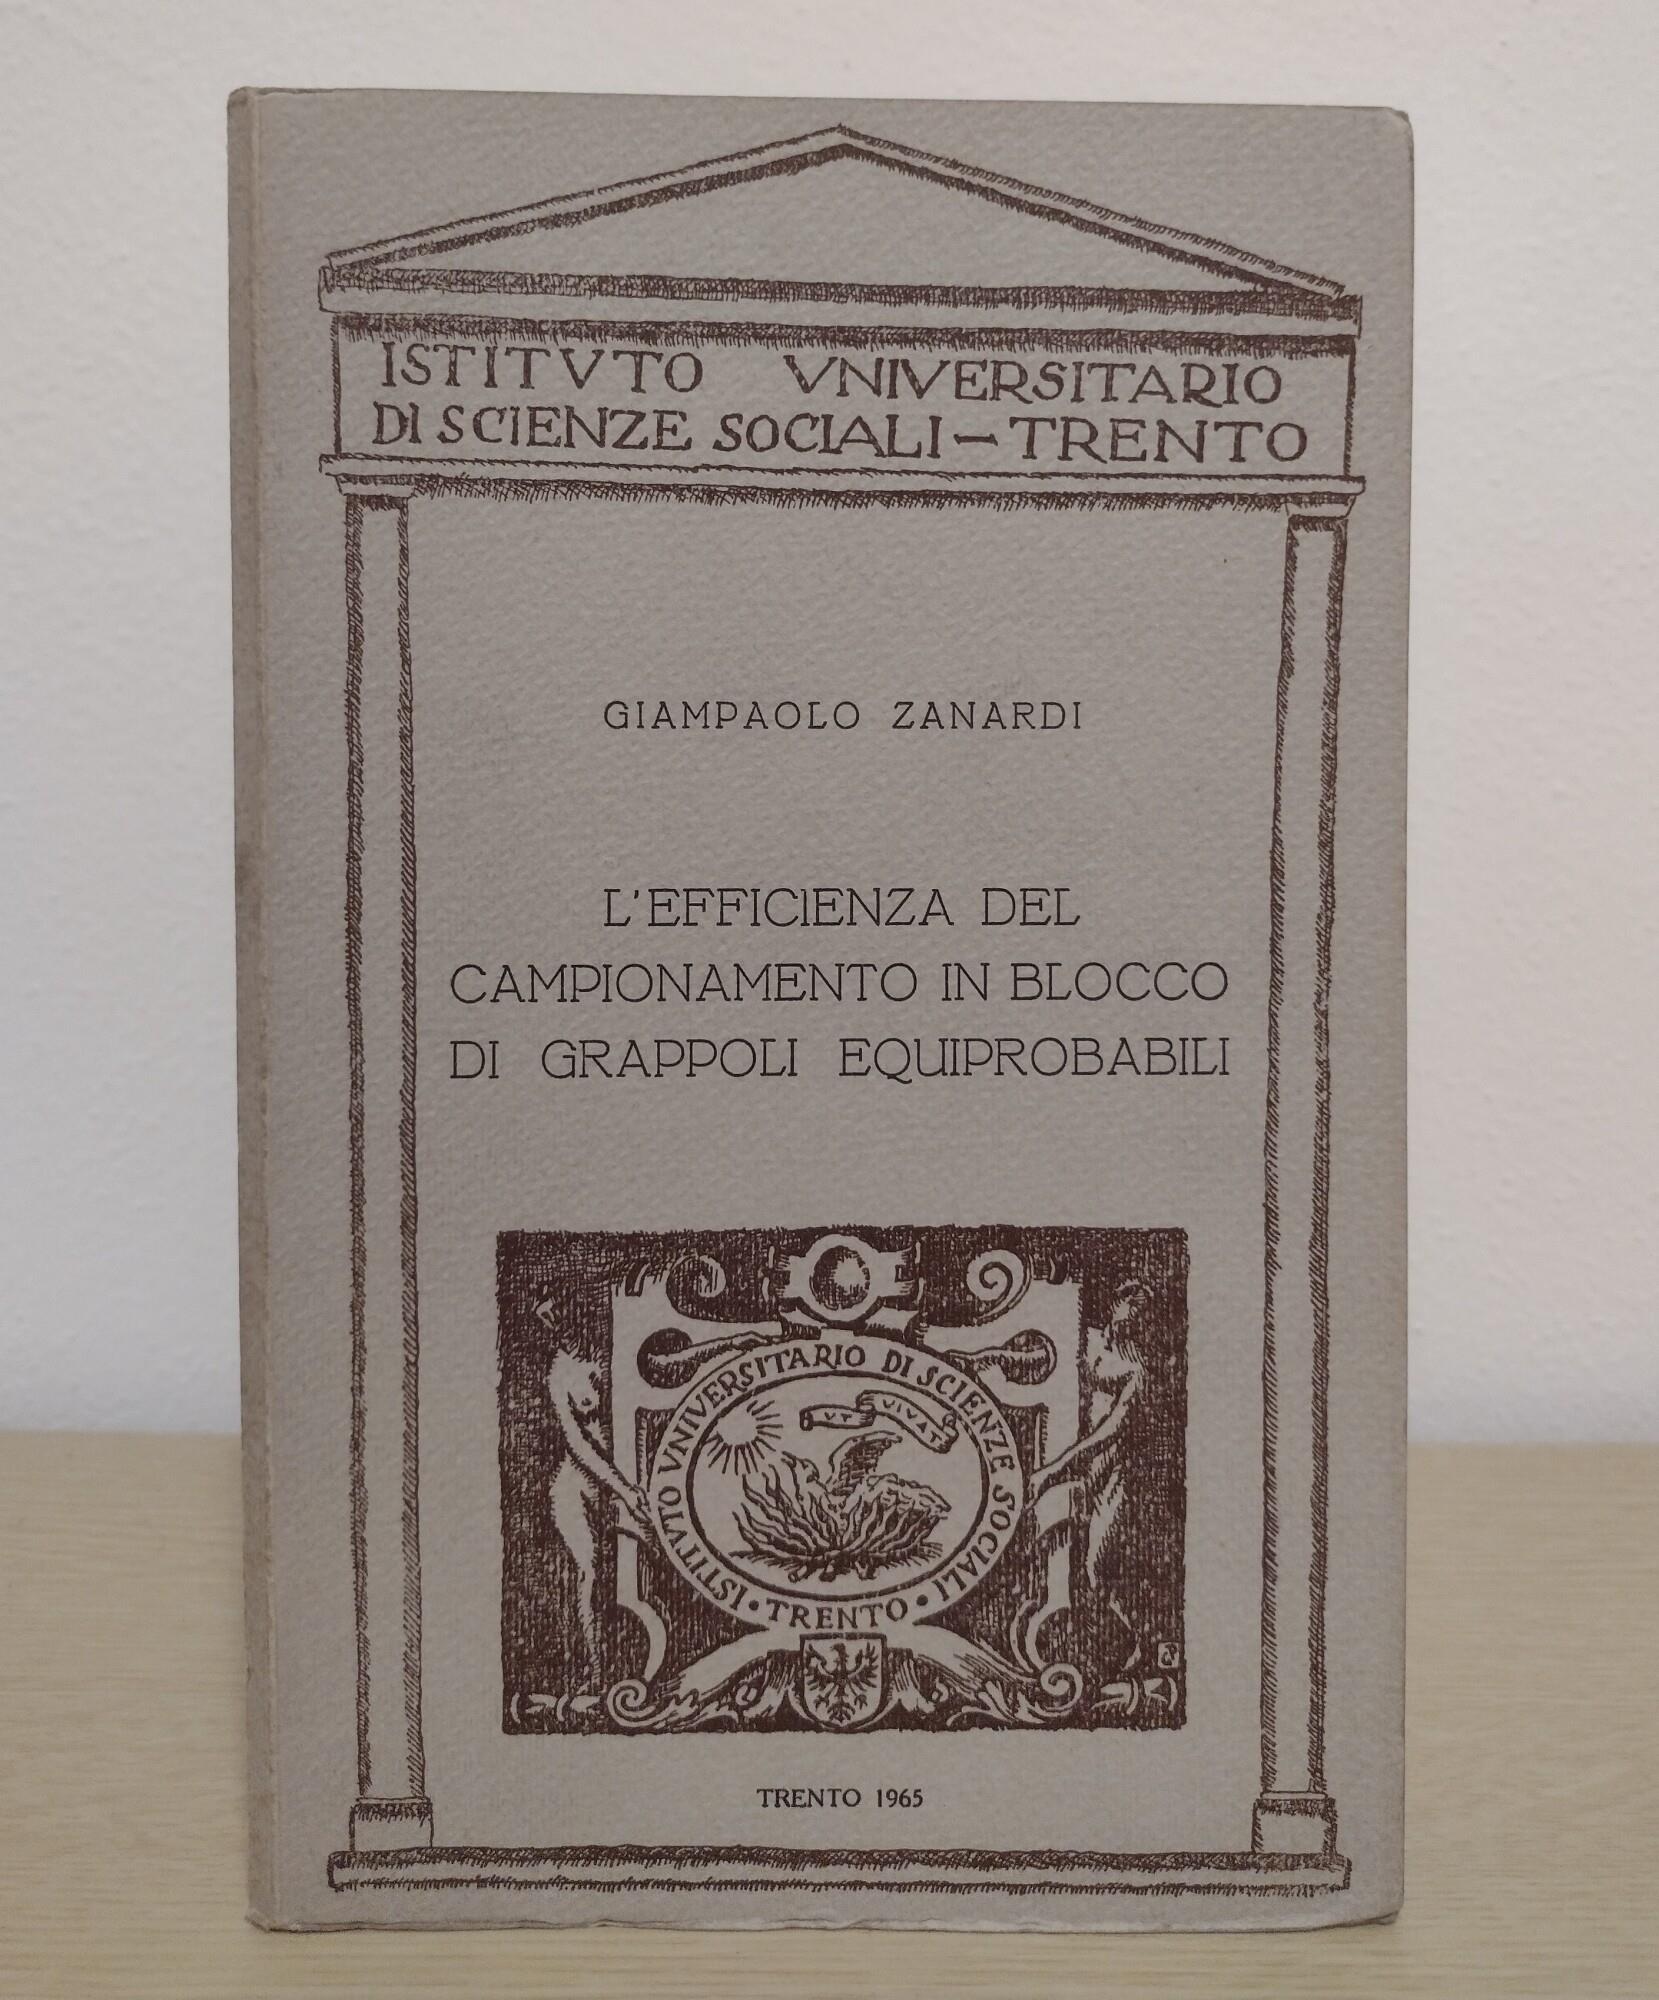 ISTITVTO VNIVERSITARIO
DI SCIENZE SOCIALI – TRENTO
GIAMPAOLO ZANARDI
L'EFFICIENZA DEL
CAMPIONAMENTO IN BLOCCO
DI GRAPPOLI EQUIPROBABILI
ISTITVTO VNIVERSITARIO DI SCIENZE SOCIALI
• TRENTO •
VT VIVAT
TRENTO 1965